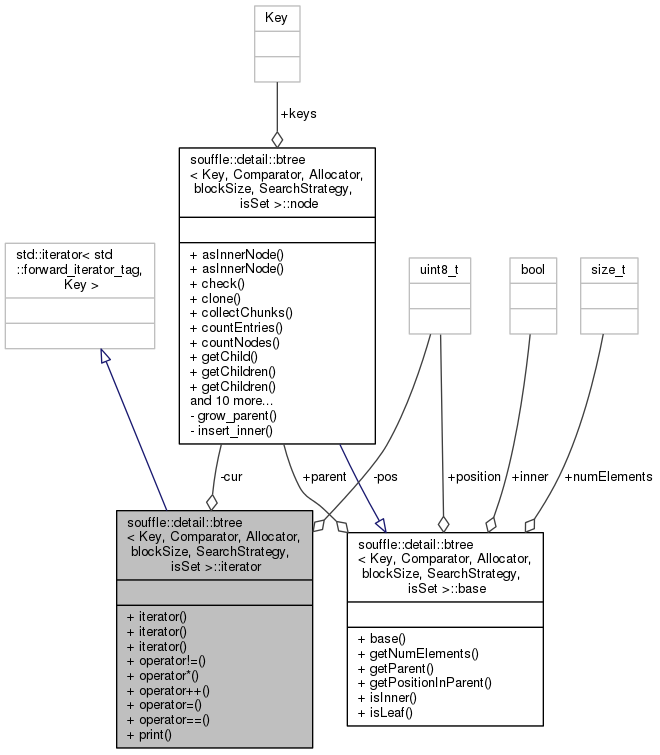 Key
+keys
souffle::detail::btree
< Key, Comparator, Allocator,
blockSize, SearchStrategy,
isSet >::node
+ asInnerNode()
+ asInnerNode()
+ check()
+ clone()
+ collectChunks()
+ countEntries()
+ countNodes()
+ getChild()
+ getChildren()
+ getChildren()
and 10 more...
- grow_parent()
- insert_inner()
std::iterator< std
::forward_iterator_tag,
Key >
uint8_t
bool
size_t
-cur
+parent
-pos
+position
+inner
+numElements
souffle::detail::btree
< Key, Comparator, Allocator,
blockSize, SearchStrategy,
isSet >::iterator
+ iterator()
+ iterator()
+ iterator()
+ operator!=()
+ operator*()
+ operator++()
+ operator=()
+ operator==()
+ print()
souffle::detail::btree
< Key, Comparator, Allocator,
blockSize, SearchStrategy,
isSet >::base
+ base()
+ getNumElements()
+ getParent()
+ getPositionInParent()
+ isInner()
+ isLeaf()